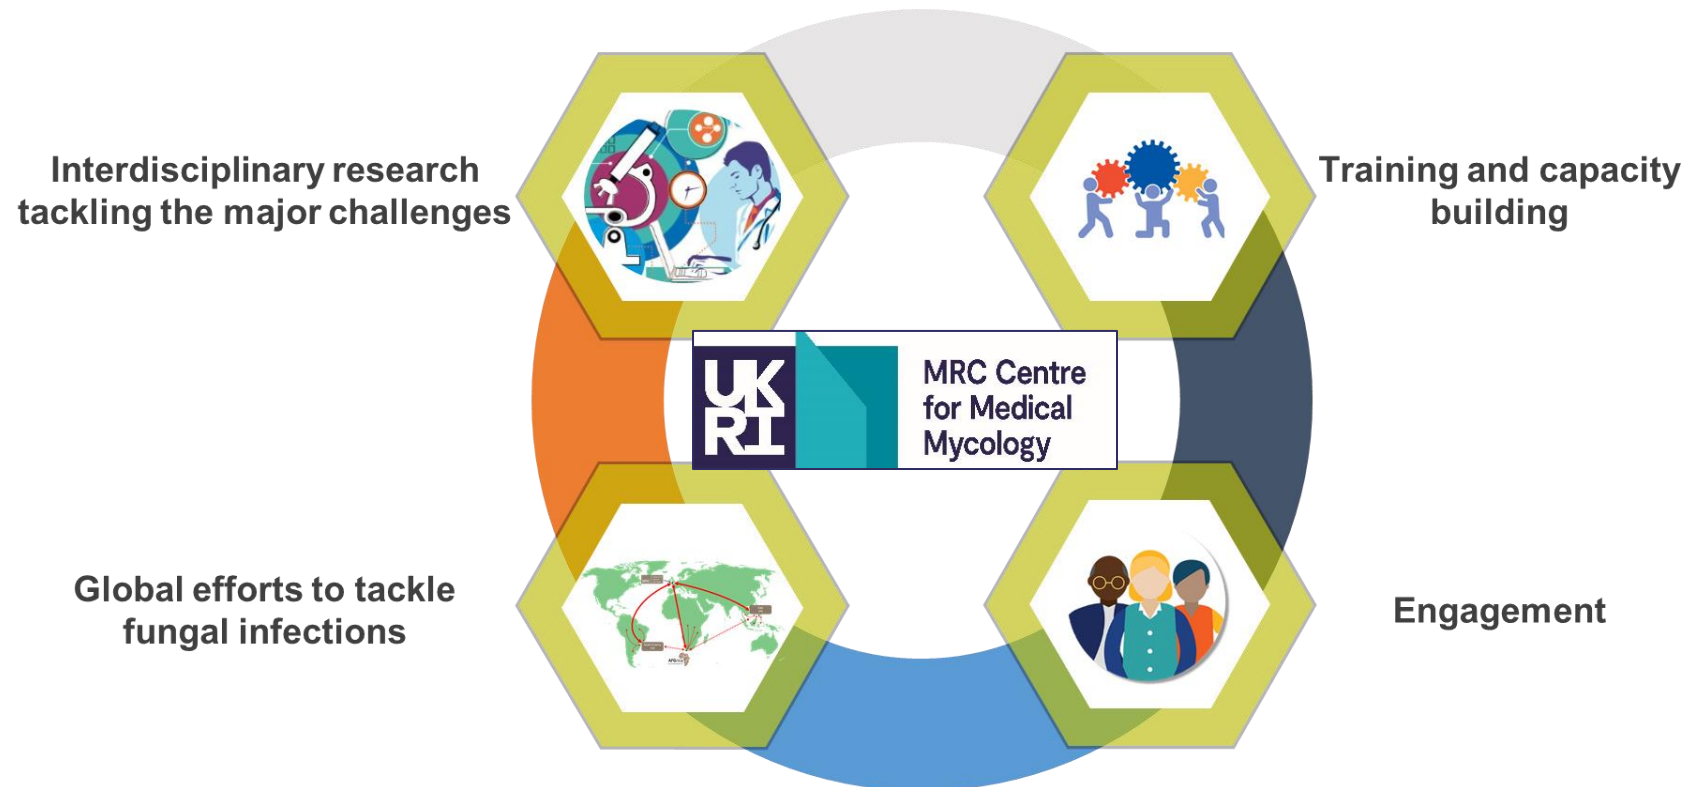 Interdisciplinary research
tackling the major challenges
Training and capacity
building
UK
RI
MRC Centre
for Medical
Mycology
Global efforts to tackle
fungal infections
Engagement